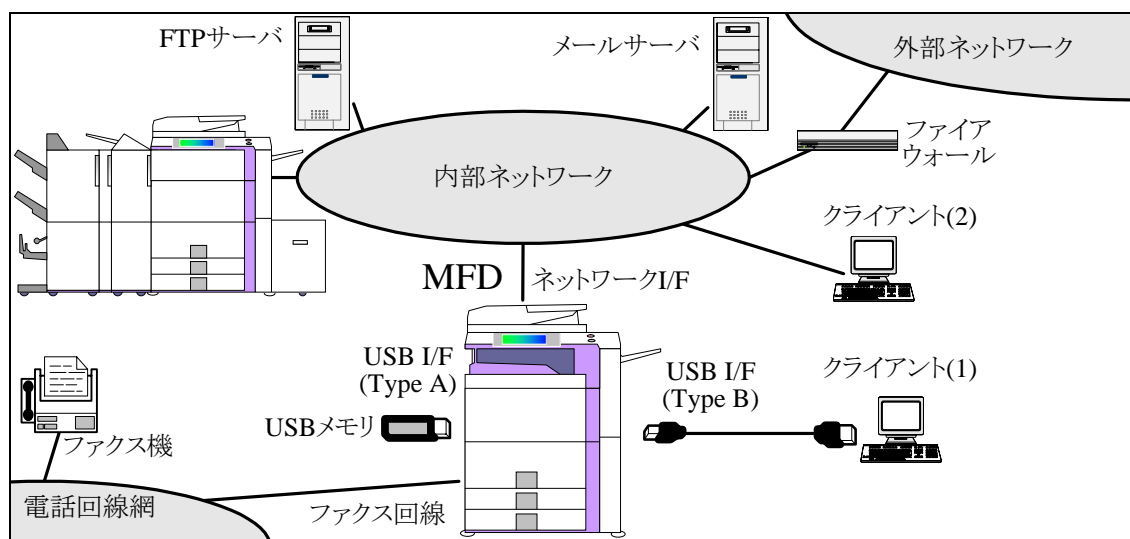 FTPサーバ
メールサーバ
外部ネットワーク
ファイア
ウォール
内部ネットワーク
クライアント(2)
MFD
ネットワークI/F
USB I/F
(Type A)
USB I/F
(Type B)
クライアント(1)
USBメモリ
ファクス機
電話回線網
ファクス回線